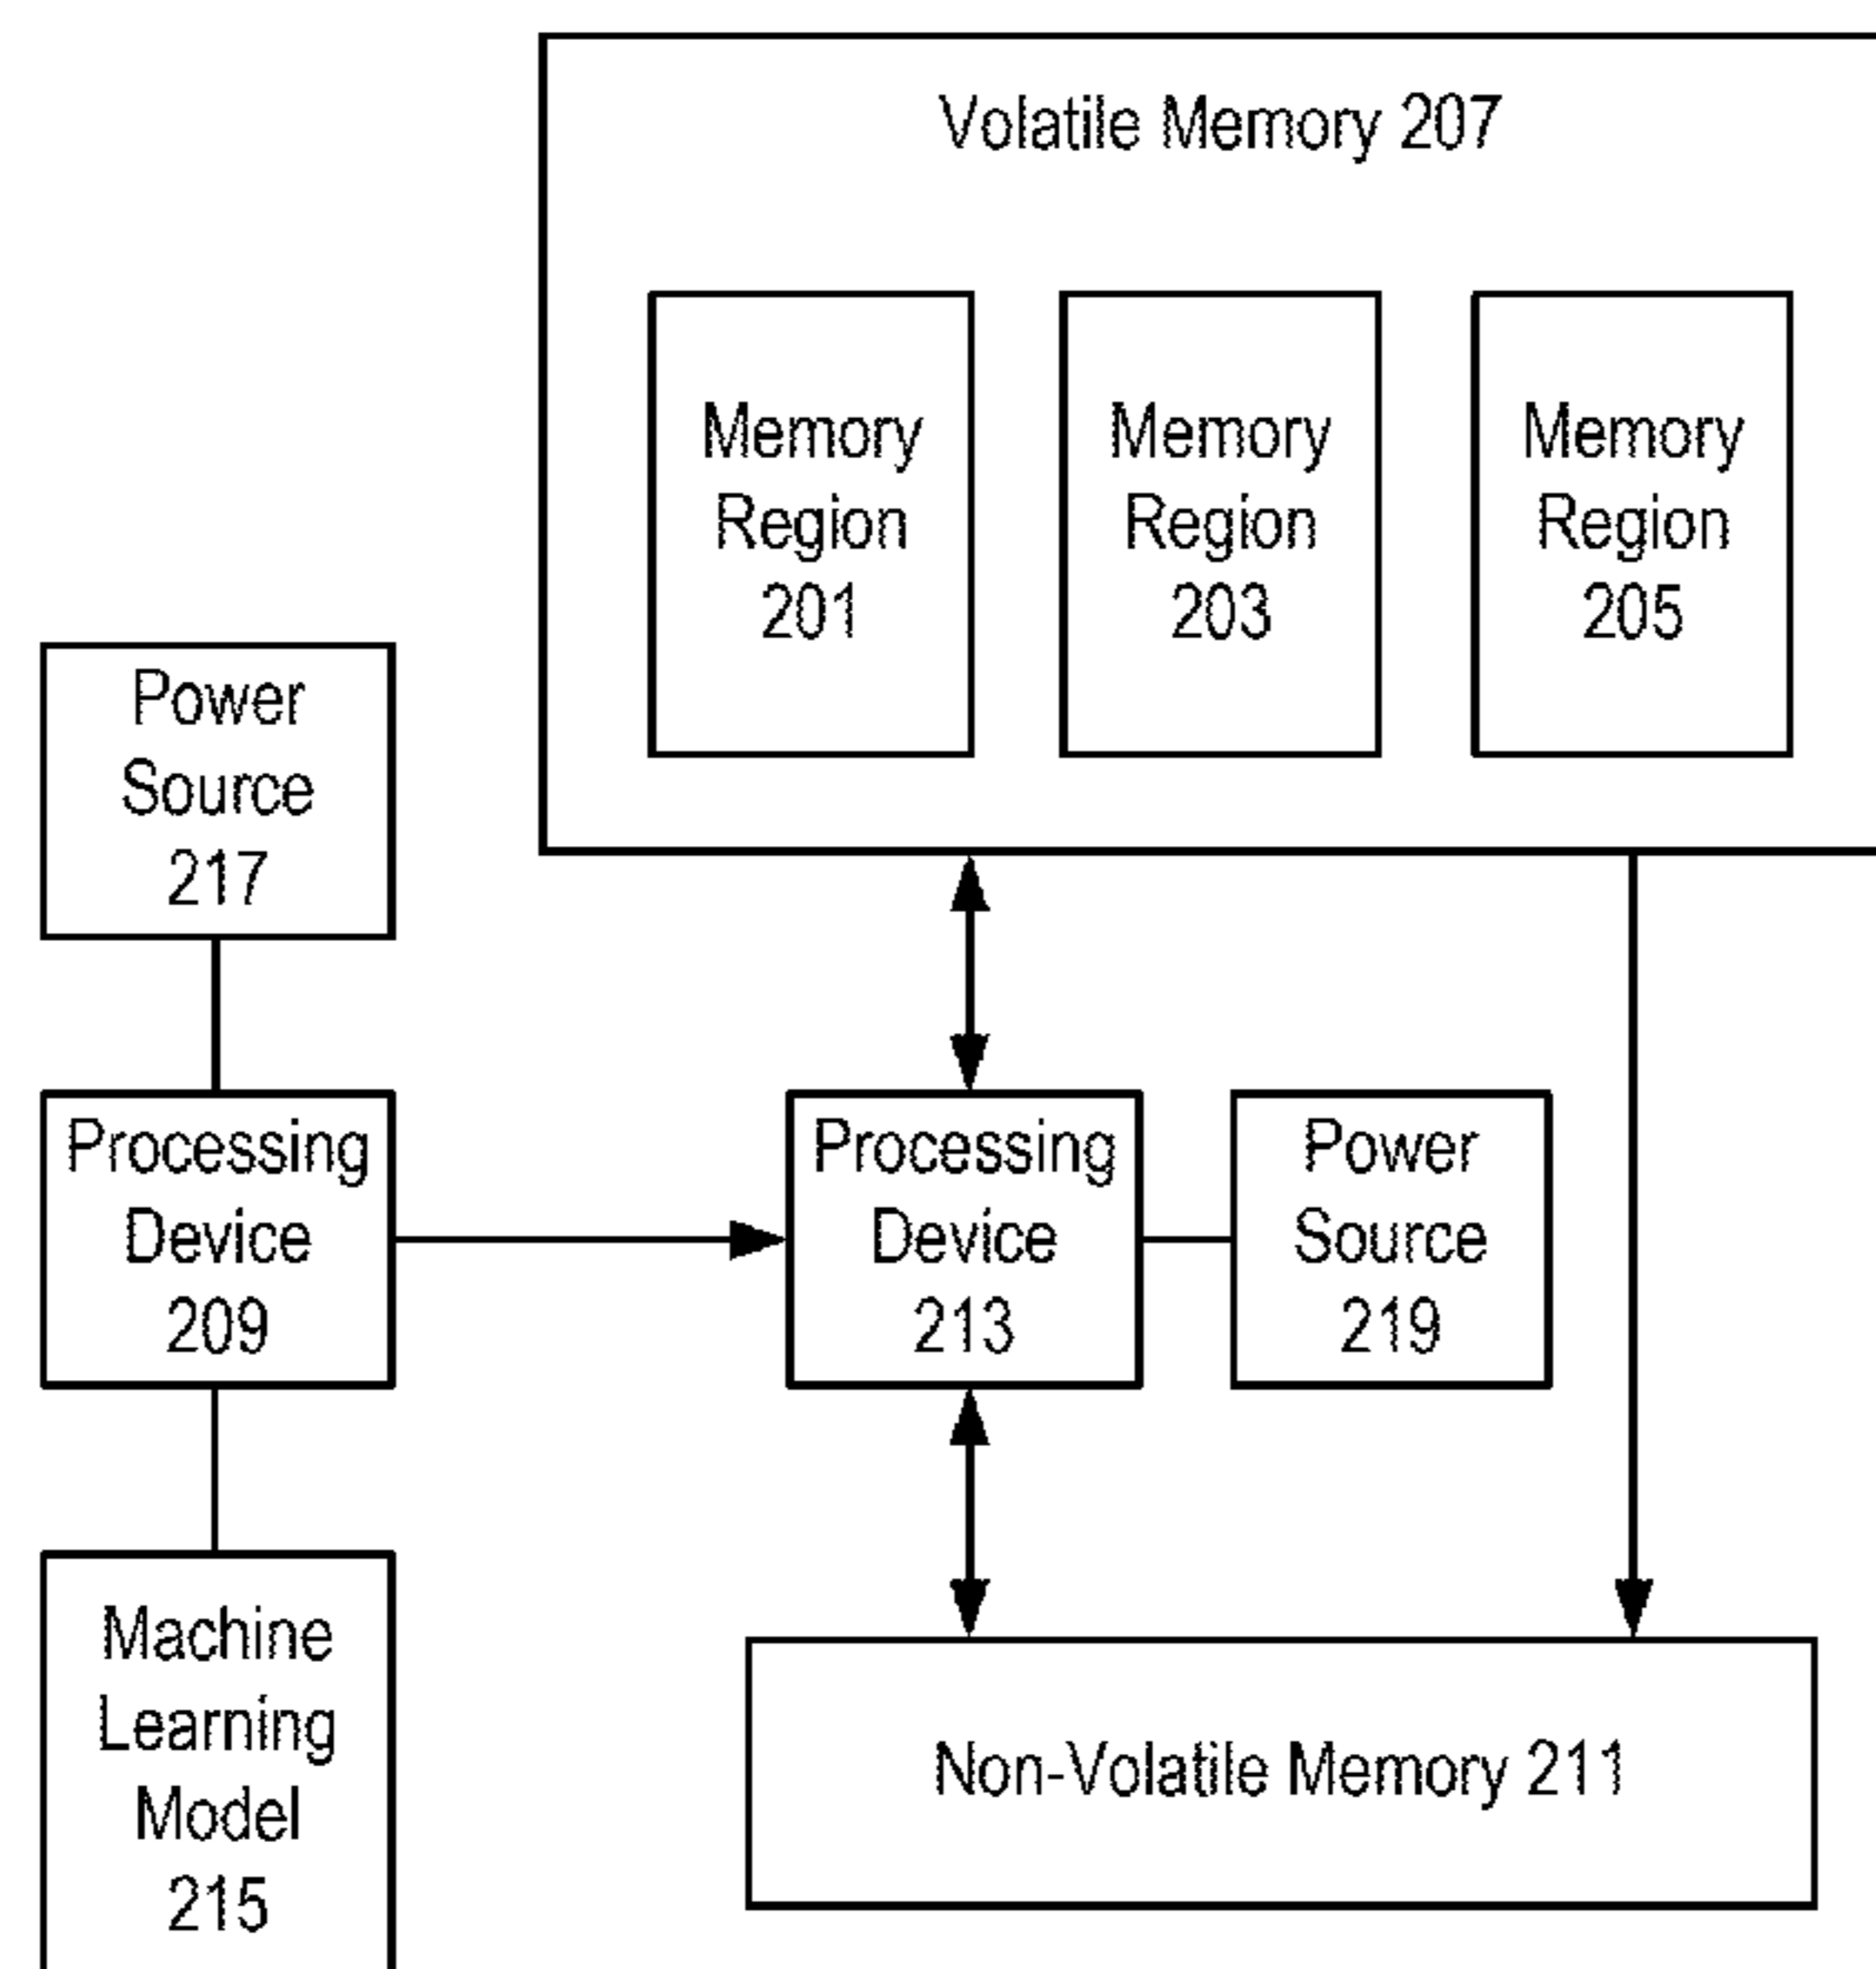 Volatile Memory 207
Memory
Region
201
Memory
Region
203
Memory
Region
205
Power
Source
217
Processing
Device
209
Processing
Device
213
Power
Source
219
Machine
Learning
Model
215
Non-Volatile Memory 211